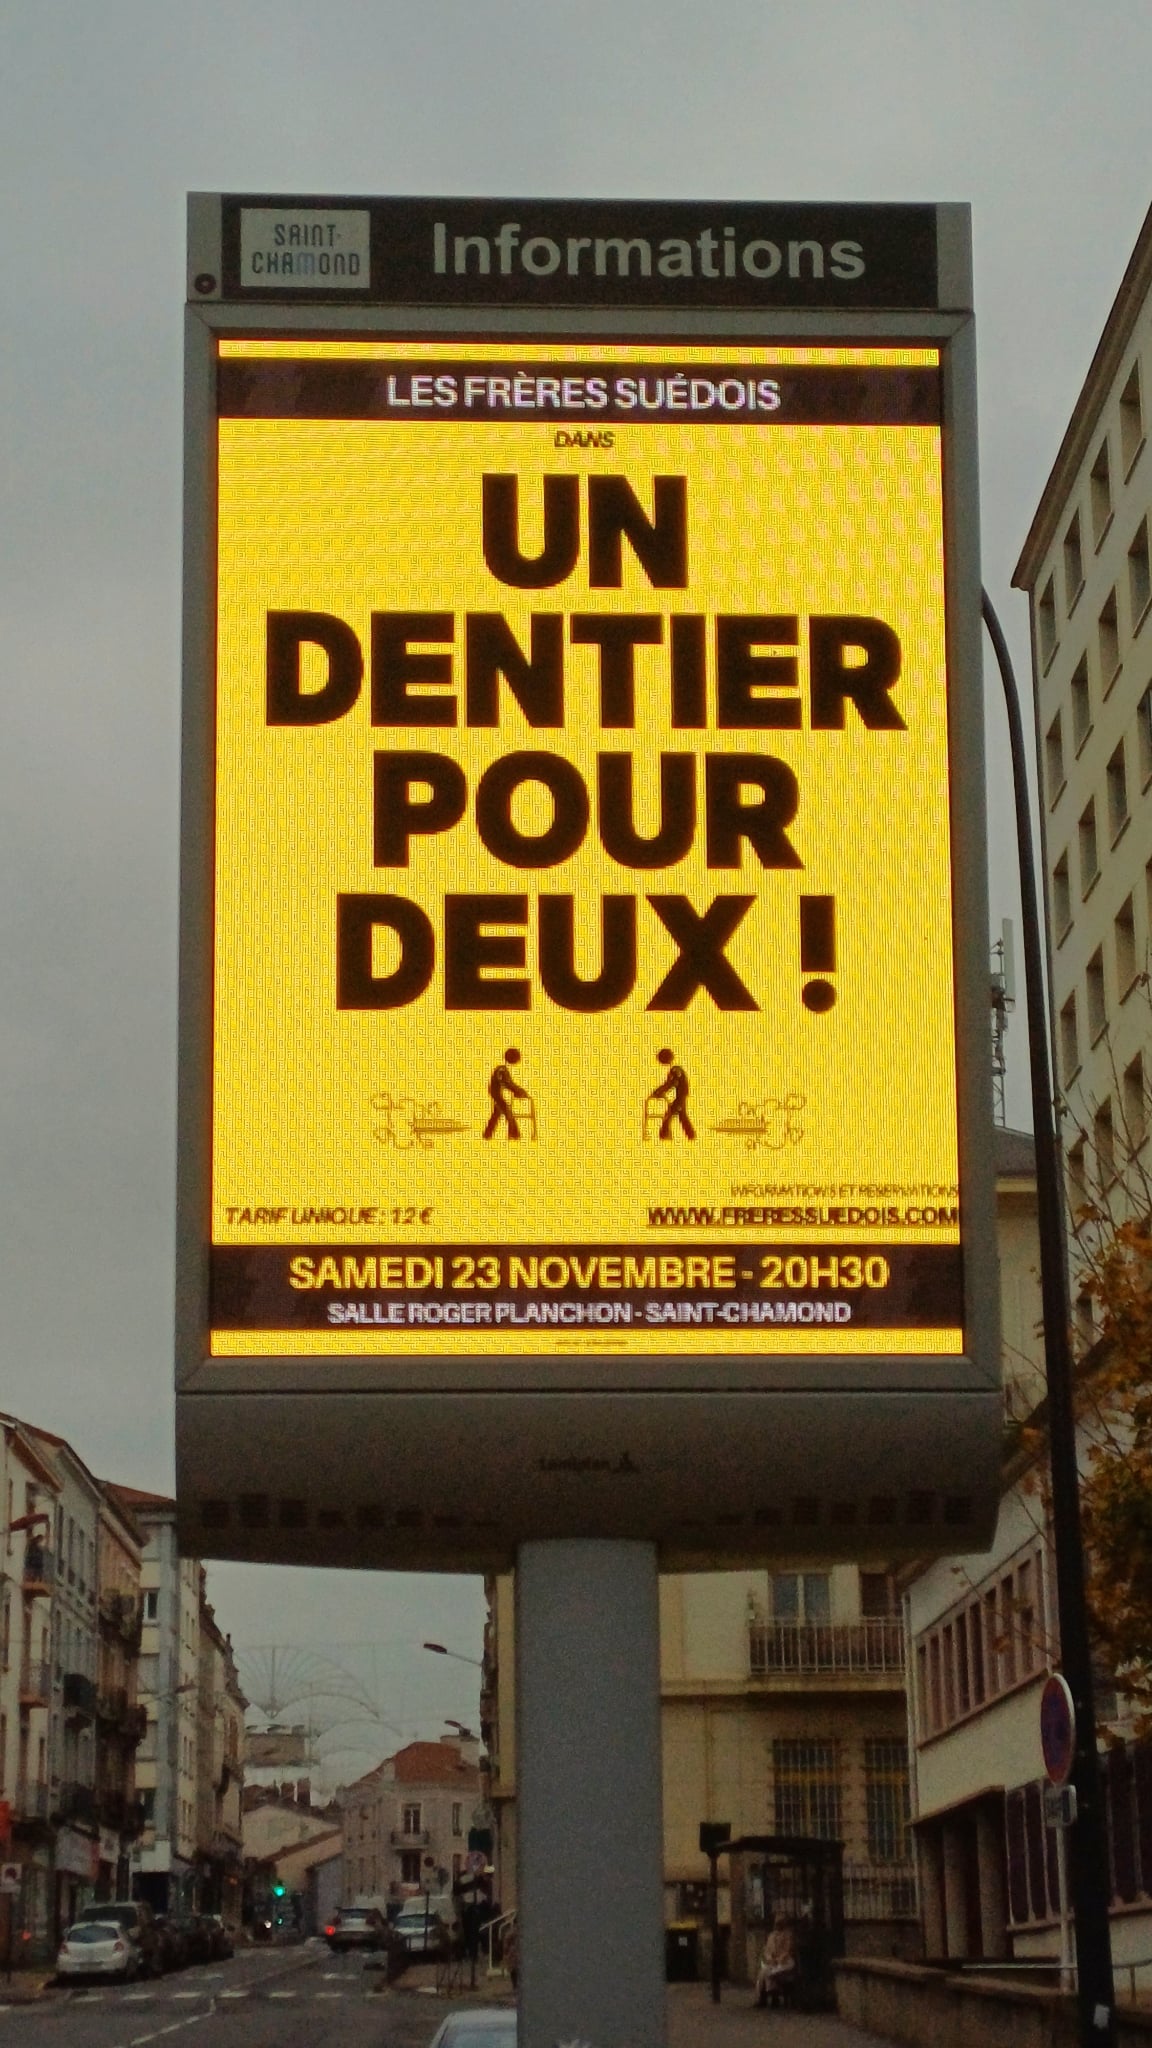 SAINT-
CHAMOND
Informations
LES FRÈRES SUÉDOIS
DANS
UN
DENTIER
POUR
DEUX !
INFORMATIONS ET RESERVATIONS
TARIF UNIQUE : 12 €
WWW.FRERESSUEDOIS.COM
SAMEDI 23 NOVEMBRE - 20H30
SALLE ROGER PLANCHON - SAINT-CHAMOND